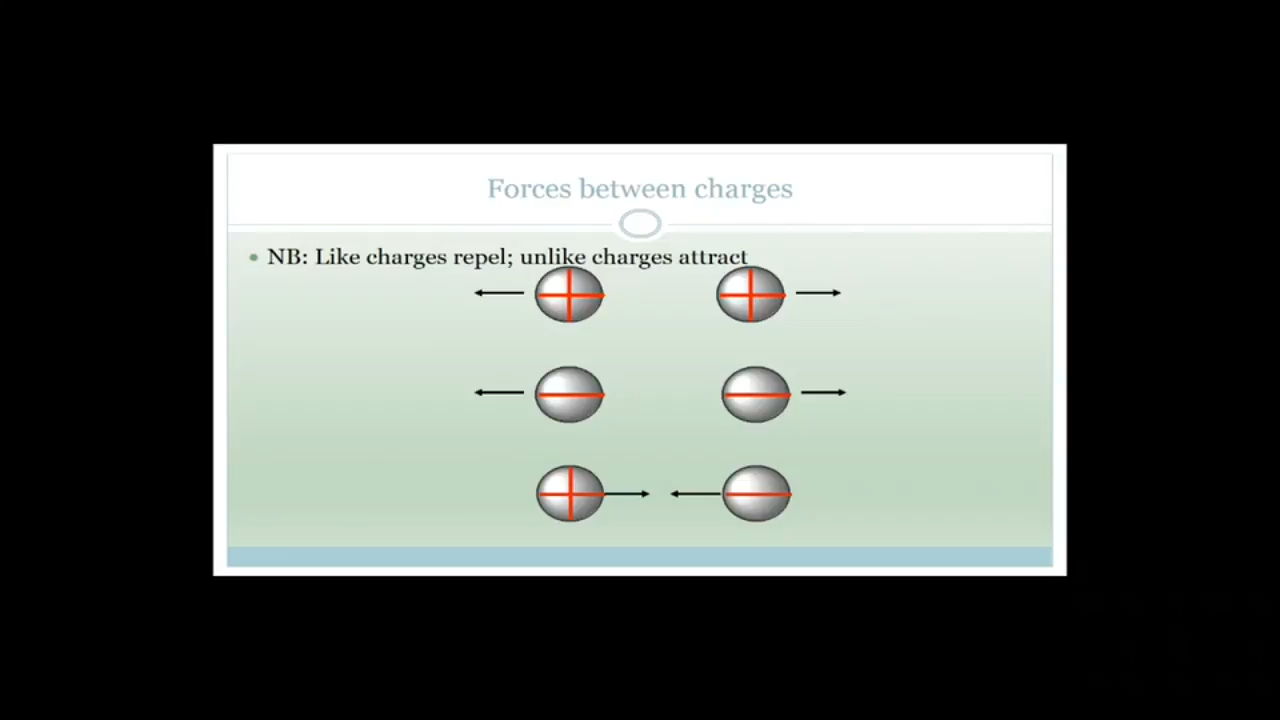 Forces between charges
NB: Like charges repel; unlike charges attract